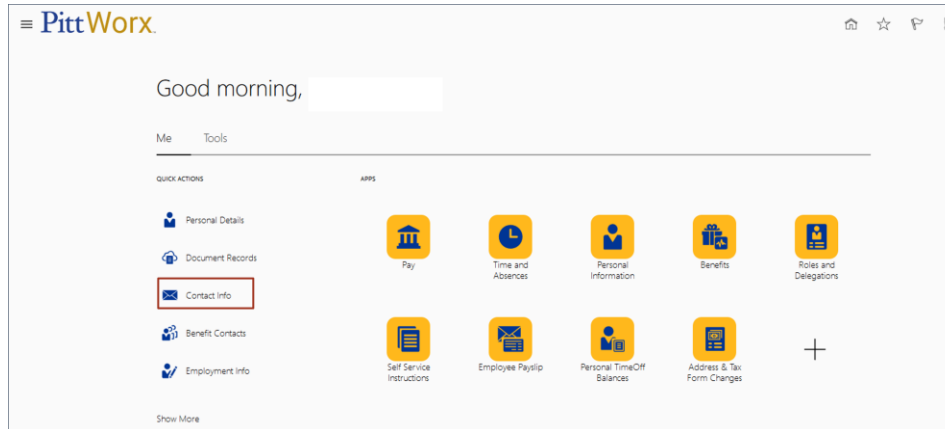 PittWorx.
Good morning,
Me
Tools
QUICK ACTIONS
Personal Details
Document Records
Contact Info
Benefit Contacts
Employment Info
Show More
APPS
Pay
Time and
Absences
Personal
Information
Benefits
Roles and
Delegations
Self Service
Instructions
Employee Payslip
Personal TimeOff
Balances
Address & Tax
Form Changes